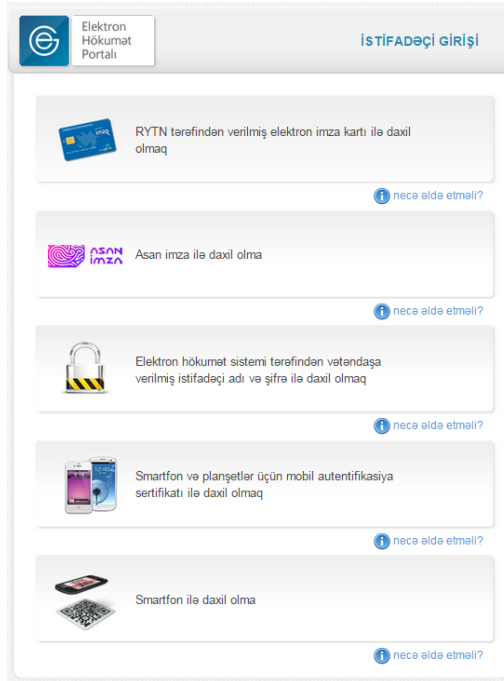 Elektron
Hökumət
Portalı
İSTİFADƏÇİ GİRİŞİ
RYTN tərəfindən verilmiş elektron imza kartı ilə daxil
olmaq
necə əldə etməli?
ASAN
İMZA
Asan imza ilə daxil olma
necə əldə etməli?
Elektron hökumət sistemi tərəfindən vətəndaşa
verilmiş istifadəçi adı və şifrə ilə daxil olmaq
necə əldə etməli?
Smartfon və planşetlər üçün mobil autentifikasiya
sertifikatı ilə daxil olmaq
necə əldə etməli?
Smartfon ilə daxil olma
necə əldə etməli?